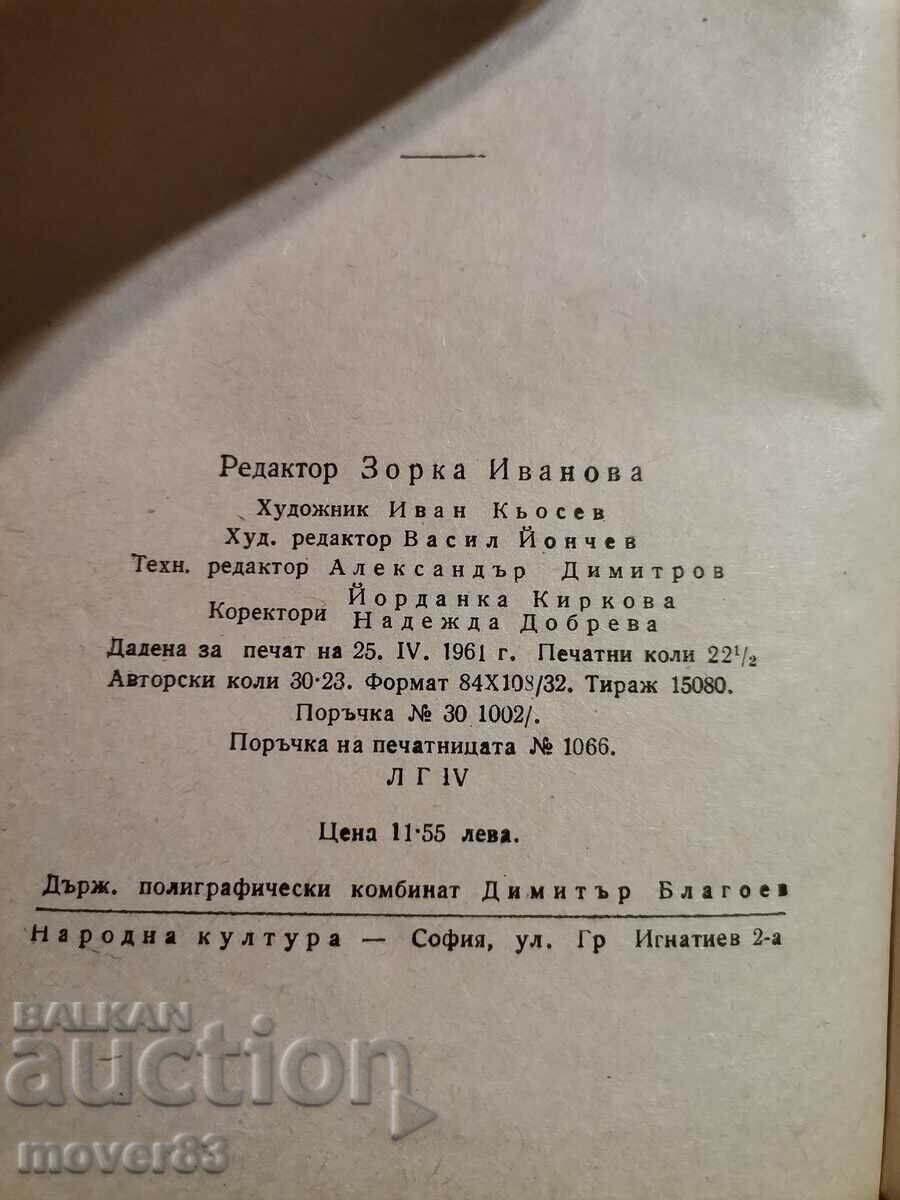 Редактор Зорка Иванова
Художник Иван Кьосев
Худ. редактор Васил Йончев
Техн. редактор Александър Димитров
Коректори Йорданка Киркова
Надежда Добрева
Дадена за печат на 25. IV. 1961 г. Печатни коли 22¹/₂
Авторски коли 30·23. Формат 84X108/32. Тираж 15080.
Поръчка № 30 1002/.
Поръчка на печатницата № 1066.
Л Г IV
Цена 11·55 лева.
Държ. полиграфически комбинат Димитър Благоев
Народна култура — София, ул. Гр Игнатиев 2-а
BALKAN
auction
mover83